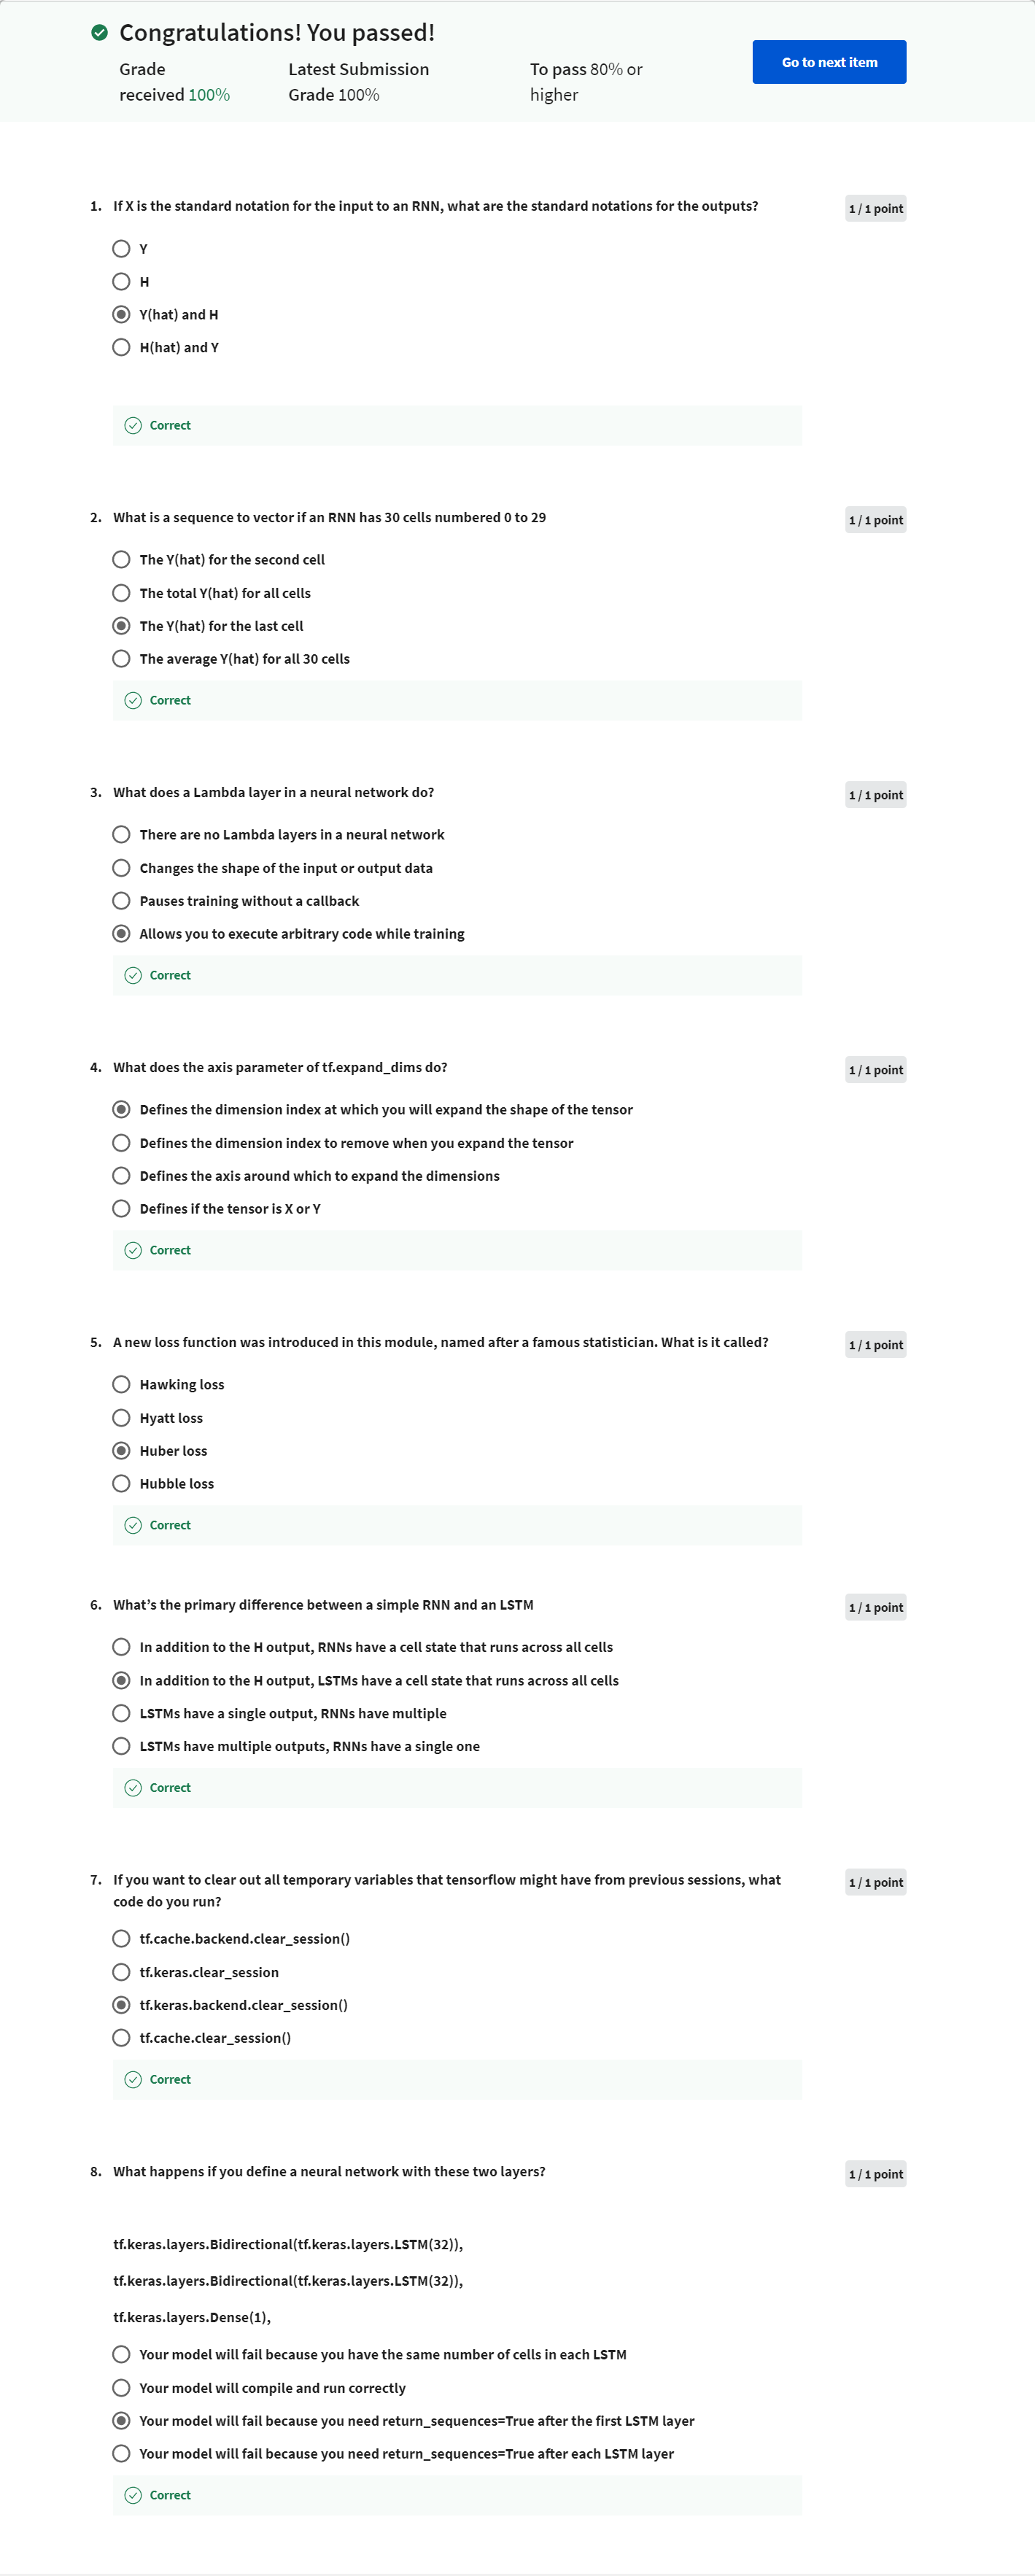 Congratulations! You passed!
Grade
received 100%
Latest Submission
Grade 100%
To pass 80% or
higher
Go to next item
1. If X is the standard notation for the input to an RNN, what are the standard notations for the outputs?
1 / 1 point
Y
H
Y(hat) and H
H(hat) and Y
Correct
2. What is a sequence to vector if an RNN has 30 cells numbered 0 to 29
1 / 1 point
The Y(hat) for the second cell
The total Y(hat) for all cells
The Y(hat) for the last cell
The average Y(hat) for all 30 cells
Correct
3. What does a Lambda layer in a neural network do?
1 / 1 point
There are no Lambda layers in a neural network
Changes the shape of the input or output data
Pauses training without a callback
Allows you to execute arbitrary code while training
Correct
4. What does the axis parameter of tf.expand_dims do?
1 / 1 point
Defines the dimension index at which you will expand the shape of the tensor
Defines the dimension index to remove when you expand the tensor
Defines the axis around which to expand the dimensions
Defines if the tensor is X or Y
Correct
5. A new loss function was introduced in this module, named after a famous statistician. What is it called?
1 / 1 point
Hawking loss
Hyatt loss
Huber loss
Hubble loss
Correct
6. What’s the primary difference between a simple RNN and an LSTM
1 / 1 point
In addition to the H output, RNNs have a cell state that runs across all cells
In addition to the H output, LSTMs have a cell state that runs across all cells
LSTMs have a single output, RNNs have multiple
LSTMs have multiple outputs, RNNs have a single one
Correct
7. If you want to clear out all temporary variables that tensorflow might have from previous sessions, what
code do you run?
1 / 1 point
tf.cache.backend.clear_session()
tf.keras.clear_session
tf.keras.backend.clear_session()
tf.cache.clear_session()
Correct
8. What happens if you define a neural network with these two layers?
1 / 1 point
tf.keras.layers.Bidirectional(tf.keras.layers.LSTM(32)),
tf.keras.layers.Bidirectional(tf.keras.layers.LSTM(32)),
tf.keras.layers.Dense(1),
Your model will fail because you have the same number of cells in each LSTM
Your model will compile and run correctly
Your model will fail because you need return_sequences=True after the first LSTM layer
Your model will fail because you need return_sequences=True after each LSTM layer
Correct